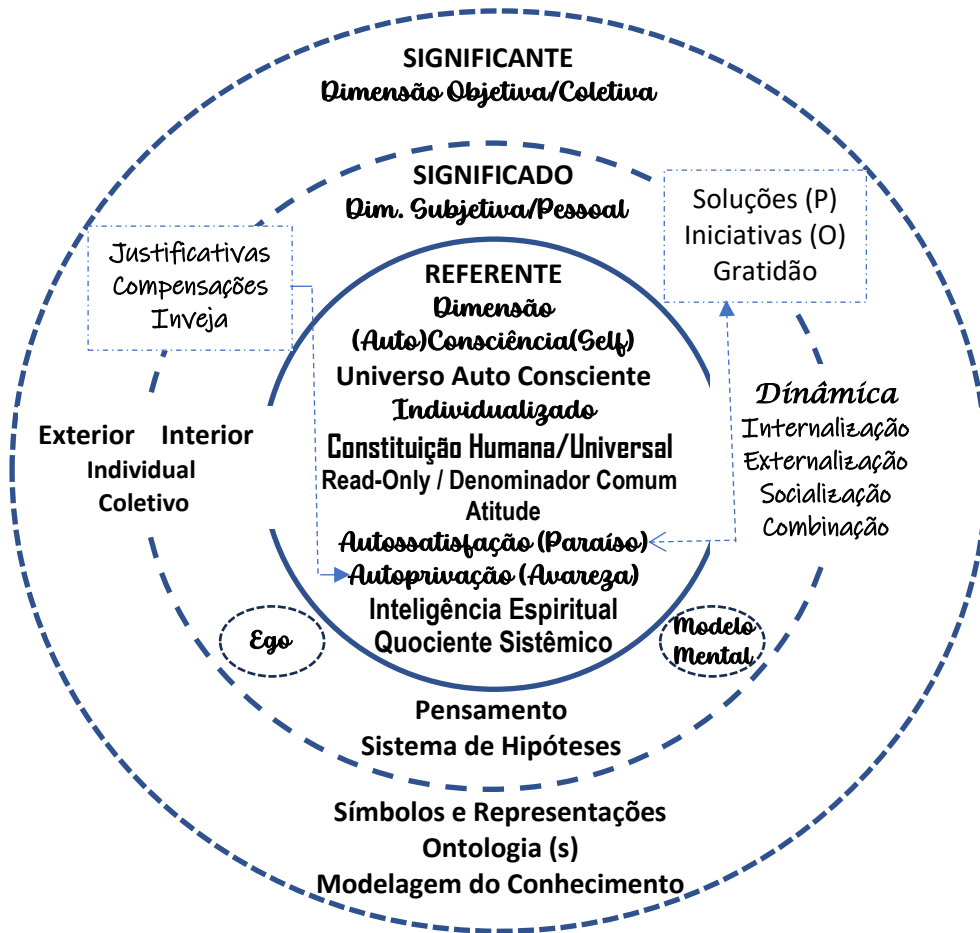 SIGNIFICANTE
Dimensão Objetiva/Coletiva
SIGNIFICADO
Dim. Subjetiva/Pessoal
Soluções (P)
Iniciativas (O)
Gratidão
Justificativas
Compensações
Inveja
REFERENTE
Dimensão
(Auto)Consciência(Self)
Universo Auto Consciente
Individualizado
Constituição Humana/Universal
Read-Only / Denominador Comum
Atitude
Autossatisfação (Paraíso)
Autoprivação (Avareza)
Inteligência Espiritual
Quociente Sistêmico
Exterior Interior
Individual
Coletivo
Dinâmica
Internalização
Externalização
Socialização
Combinação
Ego
Modelo
Mental
Pensamento
Sistema de Hipóteses
Símbolos e Representações
Ontologia (s)
Modelagem do Conhecimento